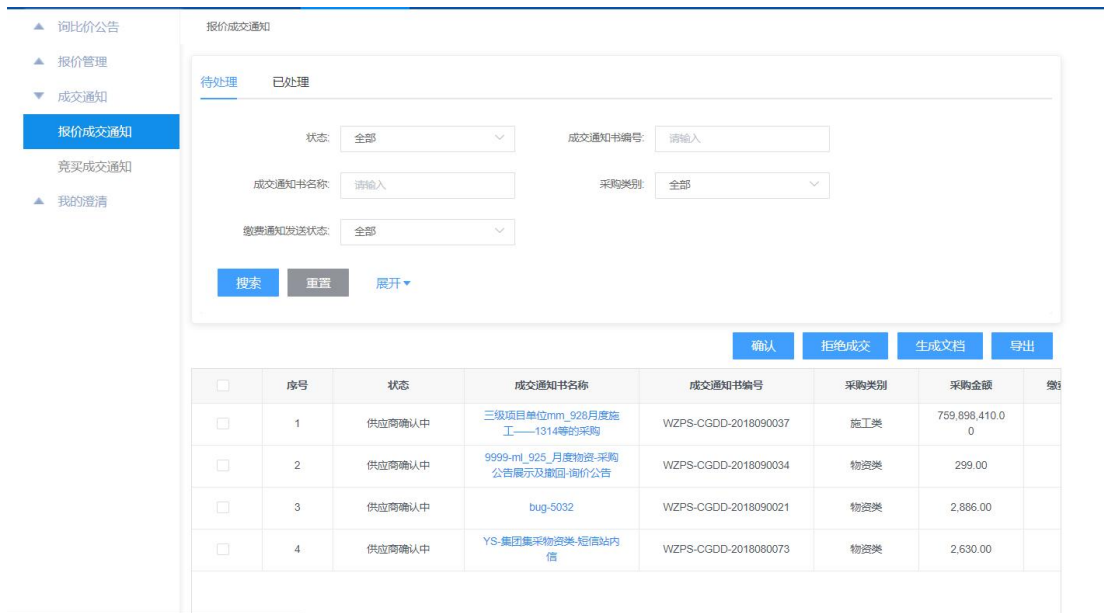 询比价公告
报价成交通知
报价管理
成交通知
报价成交通知
竞买成交通知
我的澄清
待处理 已处理
状态: 全部 成交通知书编号: 请输入
成交通知书名称: 请输入 采购类别: 全部
缴费通知发送状态: 全部
搜索 重置 展开
确认 拒绝成交 生成文档 导出
序号 状态 成交通知书名称 成交通知书编号 采购类别 采购金额
1 供应商确认中 三级项目单位mm_928月度施 WZPS-CGDD-2018090037 施工类 759,898,410.0
工——1314等的采购 0
2 供应商确认中 9999-ml_925_月度物资-采购 WZPS-CGDD-2018090034 物资类 299.00
公告展示及撤回-询价公告
3 供应商确认中 bug-5032 WZPS-CGDD-2018090021 物资类 2,886.00
4 供应商确认中 YS-集团集采物资类-短信站内 WZPS-CGDD-2018080073 物资类 2,630.00
信